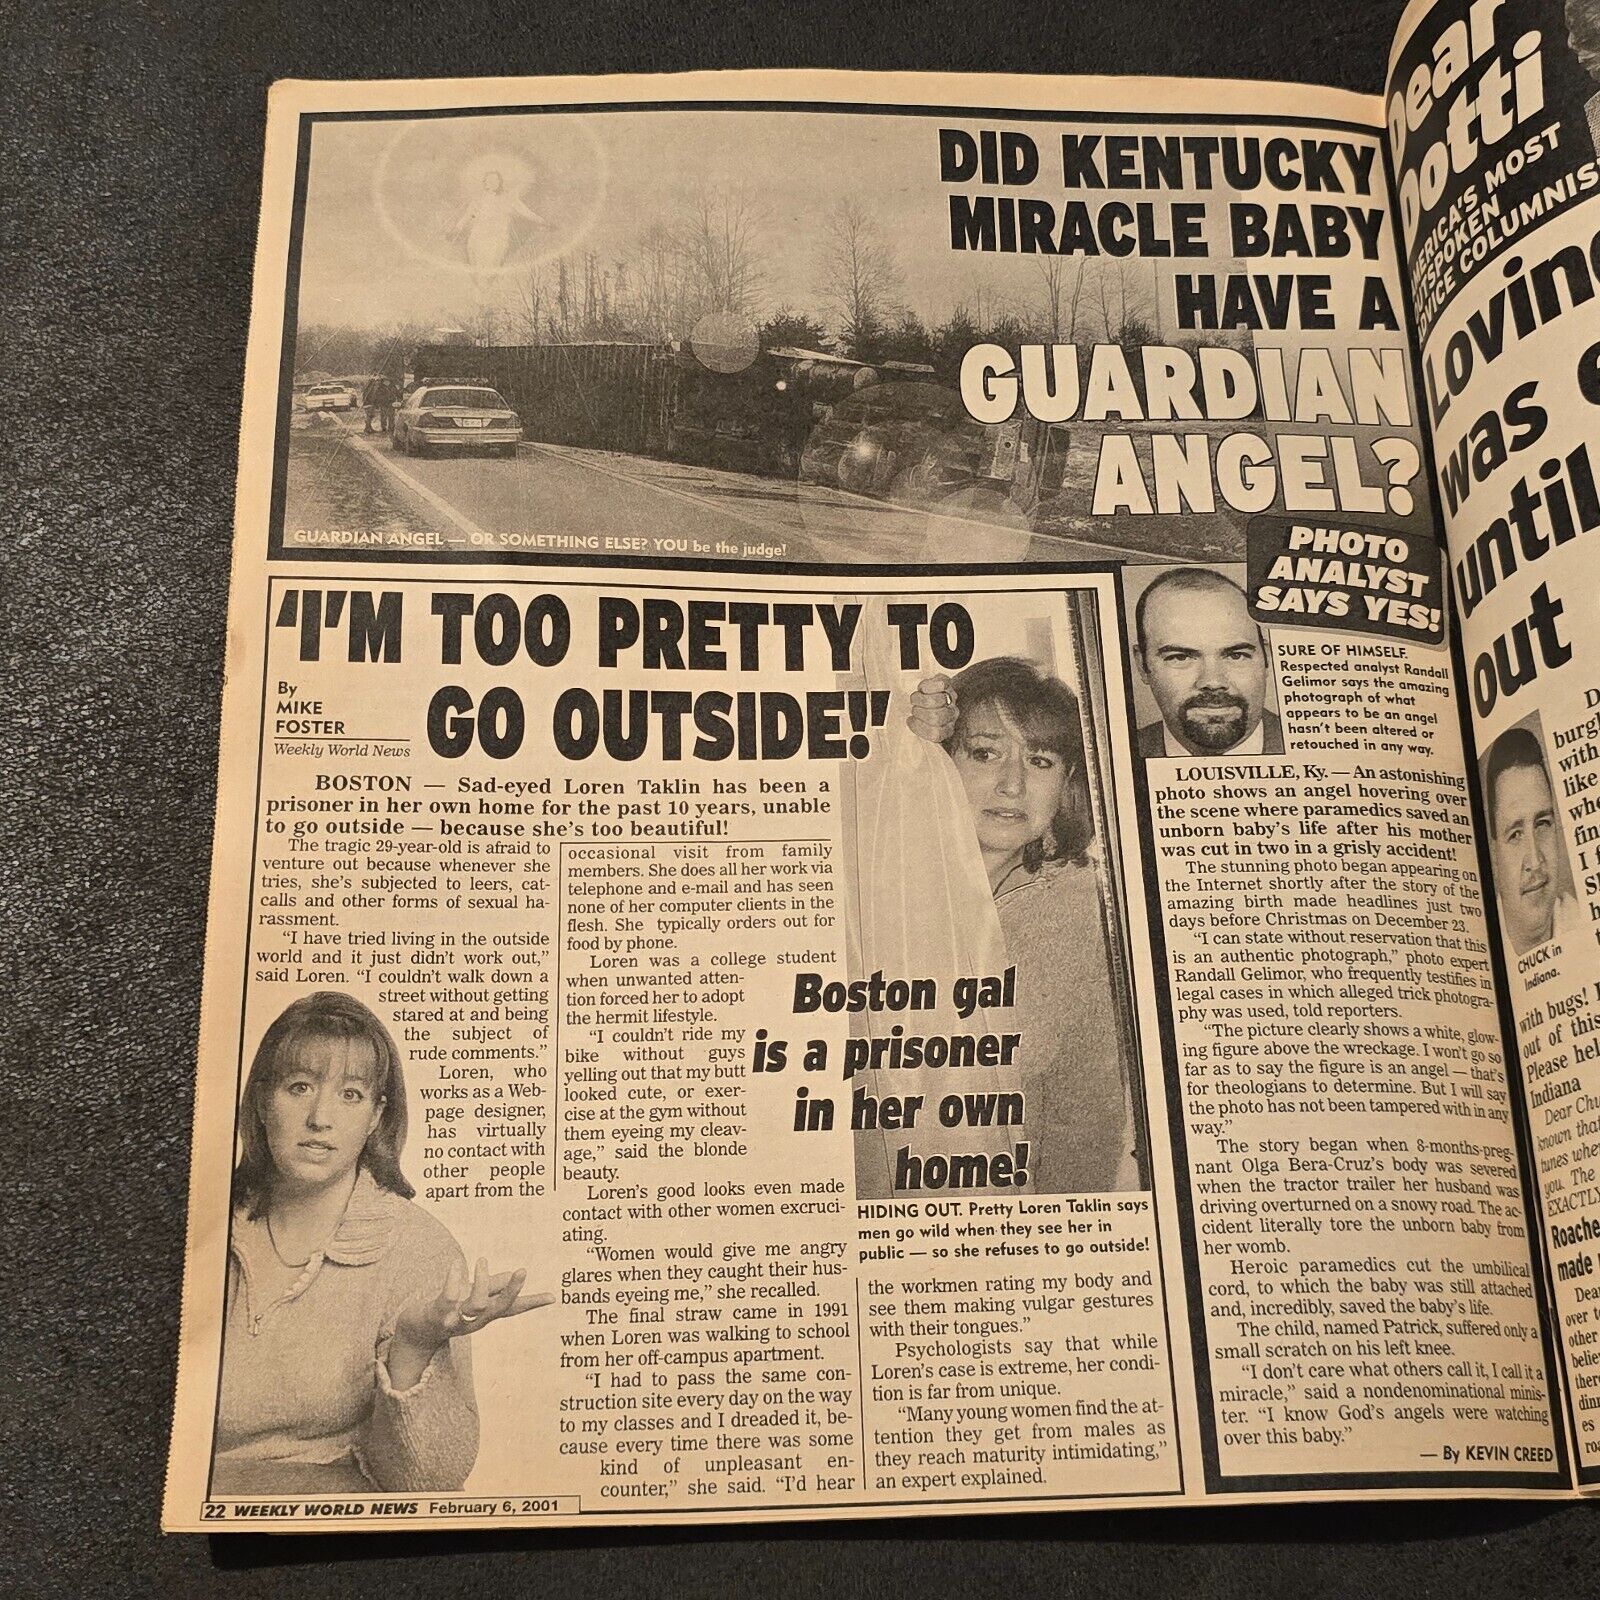 DID KENTUCKY
MIRACLE BABY
HAVE A
GUARDIAN
ANGEL?
GUARDIAN ANGEL — OR SOMETHING ELSE? YOU be the judge!
PHOTO
ANALYST
SAYS YES!
SURE OF HIMSELF.
Respected analyst Randall
Gelimor says the amazing
photograph of what
appears to be an angel
hasn't been altered or
retouched in any way.
LOUISVILLE, Ky. — An astonishing
photo shows an angel hovering over
the scene where paramedics saved an
unborn baby's life after his mother
was cut in two in a grisly accident!
The stunning photo began appearing on
the Internet shortly after the story of the
amazing birth made headlines just two
days before Christmas on December 23.
"I can state without reservation that this
is an authentic photograph," photo expert
Randall Gelimor, who frequently testifies in
legal cases in which alleged trick photogra-
phy was used, told reporters.
"The picture clearly shows a white, glow-
ing figure above the wreckage. I won't go so
far as to say the figure is an angel — that's
for theologians to determine. But I will say
the photo has not been tampered with in any
way."
The story began when 8-months-preg-
nant Olga Bera-Cruz's body was severed
when the tractor trailer her husband was
driving overturned on a snowy road. The ac-
cident literally tore the unborn baby from
her womb.
Heroic paramedics cut the umbilical
cord, to which the baby was still attached
and, incredibly, saved the baby's life.
The child, named Patrick, suffered only a
small scratch on his left knee.
"I don't care what others call it, I call it a
miracle," said a nondenominational minis-
ter. "I know God's angels were watching
over this baby."
— By KEVIN CREED
'I'M TOO PRETTY TO
GO OUTSIDE!'
By
MIKE
FOSTER
Weekly World News
BOSTON — Sad-eyed Loren Taklin has been a
prisoner in her own home for the past 10 years, unable
to go outside — because she's too beautiful!
The tragic 29-year-old is afraid to
venture out because whenever she
tries, she's subjected to leers, cat-
calls and other forms of sexual ha-
rassment.
"I have tried living in the outside
world and it just didn't work out,"
said Loren. "I couldn't walk down a
street without getting
stared at and being
the subject of
rude comments."
Loren, who
works as a Web-
page designer,
has virtually
no contact with
other people
apart from the
occasional visit from family
members. She does all her work via
telephone and e-mail and has seen
none of her computer clients in the
flesh. She typically orders out for
food by phone.
Loren was a college student
when unwanted atten-
tion forced her to adopt
the hermit lifestyle.
"I couldn't ride my
bike without guys
yelling out that my butt
looked cute, or exer-
cise at the gym without
them eyeing my cleav-
age," said the blonde
beauty.
Loren's good looks even made
contact with other women excruci-
ating.
"Women would give me angry
glares when they caught their hus-
bands eyeing me," she recalled.
The final straw came in 1991
when Loren was walking to school
from her off-campus apartment.
"I had to pass the same con-
struction site every day on the way
to my classes and I dreaded it, be-
cause every time there was some
kind of unpleasant en-
counter," she said. "I'd hear
Boston gal
is a prisoner
in her own
home!
HIDING OUT. Pretty Loren Taklin says
men go wild when they see her in
public — so she refuses to go outside!
the workmen rating my body and
see them making vulgar gestures
with their tongues."
Psychologists say that while
Loren's case is extreme, her condi-
tion is far from unique.
"Many young women find the at-
tention they get from males as
they reach maturity intimidating,"
an expert explained.
22 WEEKLY WORLD NEWS February 6, 2001
Dear
Dotti
MOST
Loving
was
until
out
CHUCK in
Indiana.
with bugs! I
out of this
Please hel
Indiana
Dear Chu
known that
you. The
EXACTLY
Roache
made
Dea
over t
other
belie
ther
dinn
es